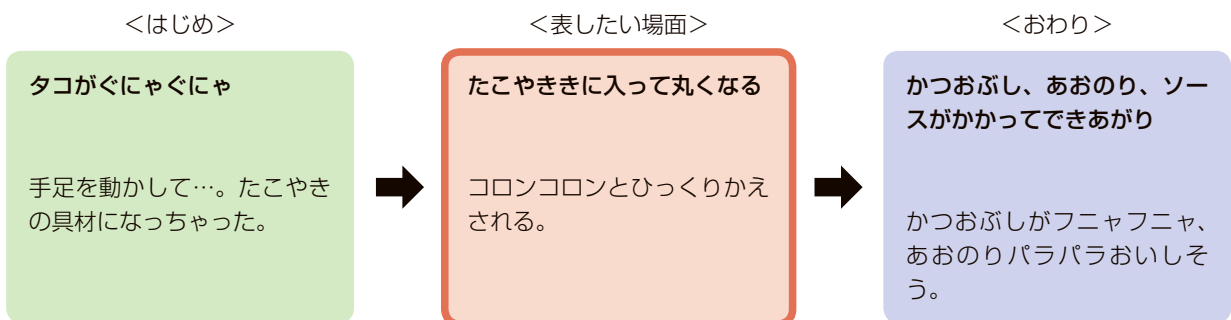 ＜はじめ＞
タコがぐにゃぐにゃ
手足を動かして…。たこやき
の具材になっちゃった。
＜表したい場面＞
たこやききに入って丸くなる
コロンコロンとひっくりかえ
される。
＜おわり＞
かつおぶし、あおのり、ソー
スがかかってできあがり
かつおぶしがフニャフニャ、
あおのりパラパラおいしそ
う。